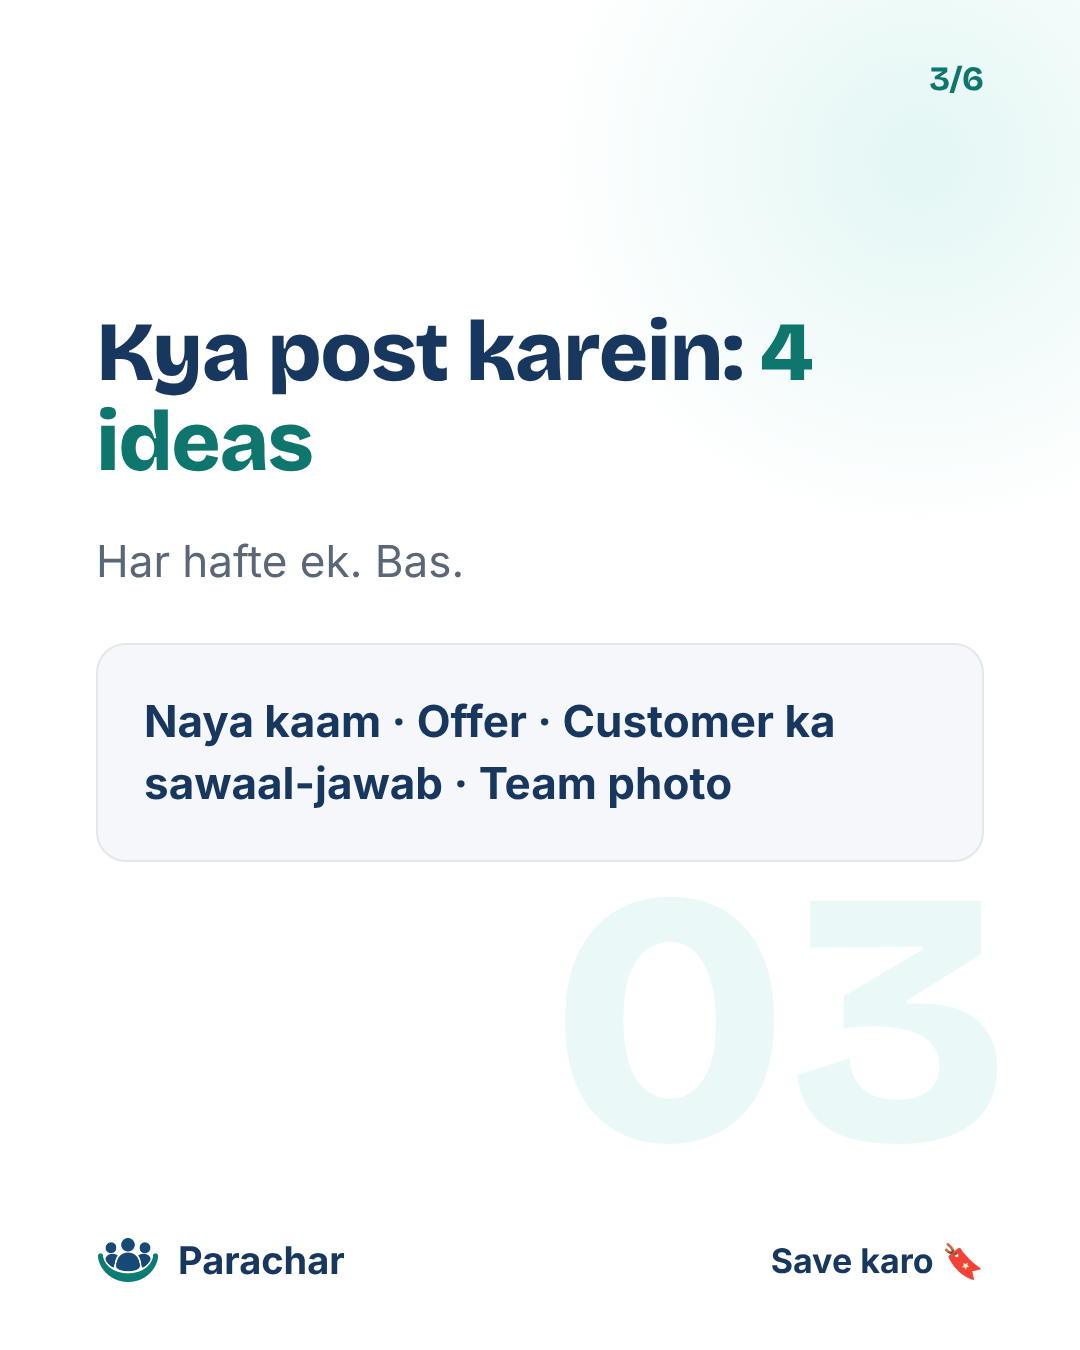 3/6
Kya post karein: 4
ideas
Har hafte ek. Bas.
Naya kaam · Offer · Customer ka
sawaal-jawab · Team photo
03
Parachar
Save karo 🔖